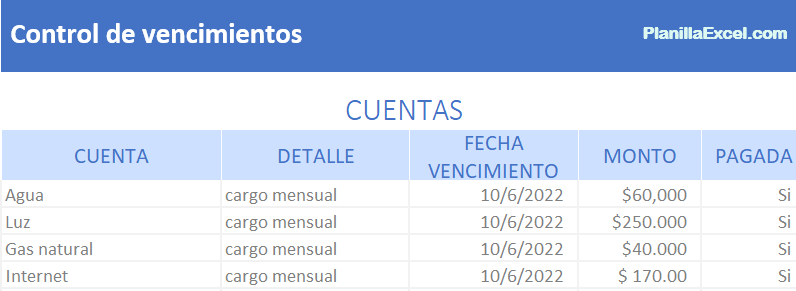 Control de vencimientos PlanillaExcel.com
CUENTAS
CUENTA DETALLE FECHA VENCIMIENTO MONTO PAGADA
Agua cargo mensual 10/6/2022 $60,000 Si
Luz cargo mensual 10/6/2022 $250.000 Si
Gas natural cargo mensual 10/6/2022 $40.000 Si
Internet cargo mensual 10/6/2022 $ 170.00 Si